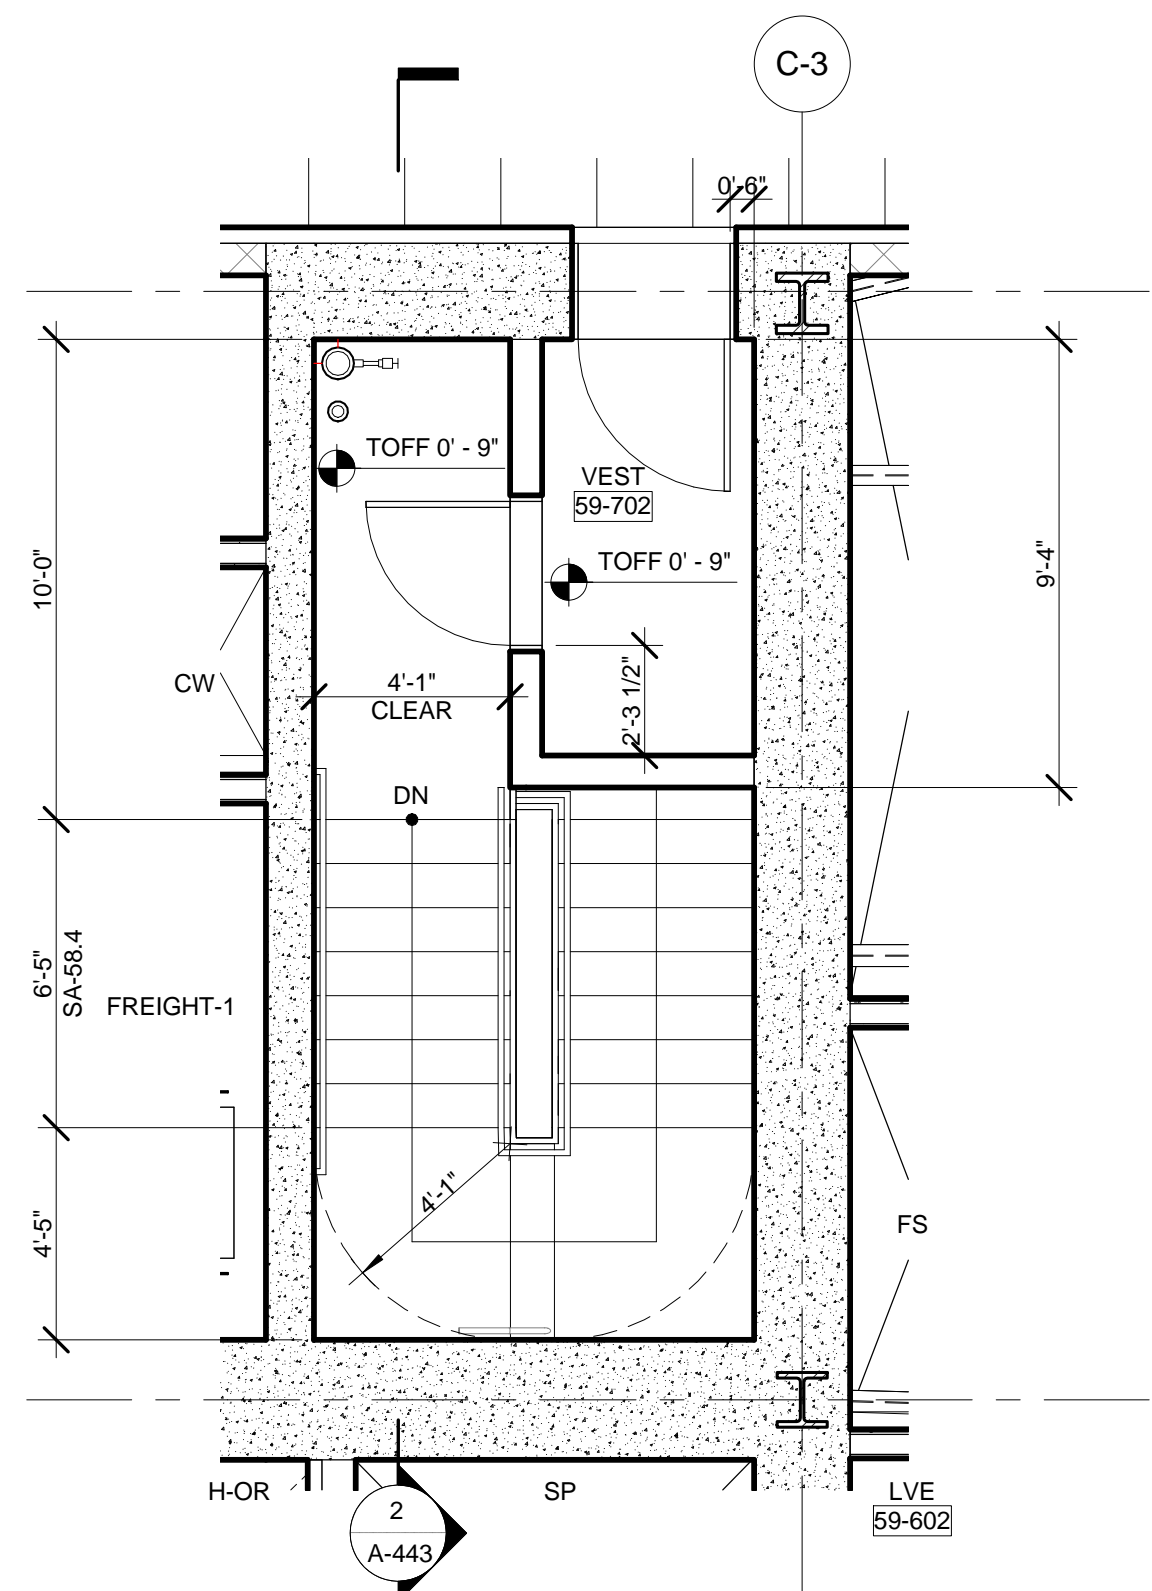 C-3
0'-6"
TOFF 0' - 9"
VEST
59-702
TOFF 0' - 9"
10'-0"
9'-4"
CW
4'-1"
CLEAR
2'-3 1/2"
DN
6'-5"
SA-58.4
FREIGHT-1
4'-1"
4'-5"
FS
H-OR
SP
LVE
59-602
2
A-443